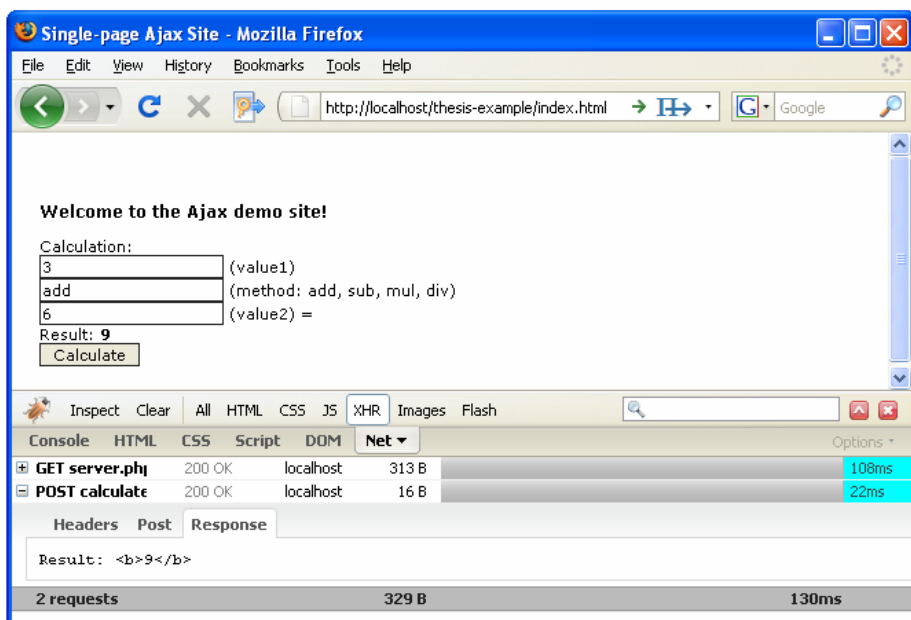 Single-page Ajax Site - Mozilla Firefox
File Edit View History Bookmarks Tools Help
http://localhost/thesis-example/index.html G Google
Welcome to the Ajax demo site!
Calculation:
3 (value1)
add (method: add, sub, mul, div)
6 (value2) =
Result: 9
Calculate
Inspect Clear All HTML CSS JS XHR Images Flash
Console HTML CSS Script DOM Net Options
GET server.php 200 OK localhost 313 B 108ms
POST calculate 200 OK localhost 16 B 22ms
Headers Post Response
Result: <b>9</b>
2 requests 329 B 130ms